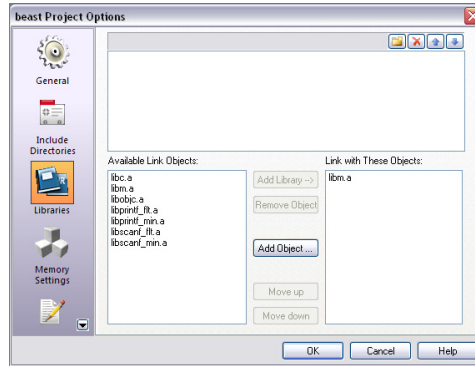 beast Project Options
General
Include
Directories
Libraries
Memory
Settings
Available Link Objects:
libc.a
libm.a
libobjc.a
libprintf_flt.a
libprintf_min.a
libscanf_flt.a
libscanf_min.a
Add Library -->
Remove Object
Add Object ...
Move up
Move down
Link with These Objects:
libm.a
OK
Cancel
Help